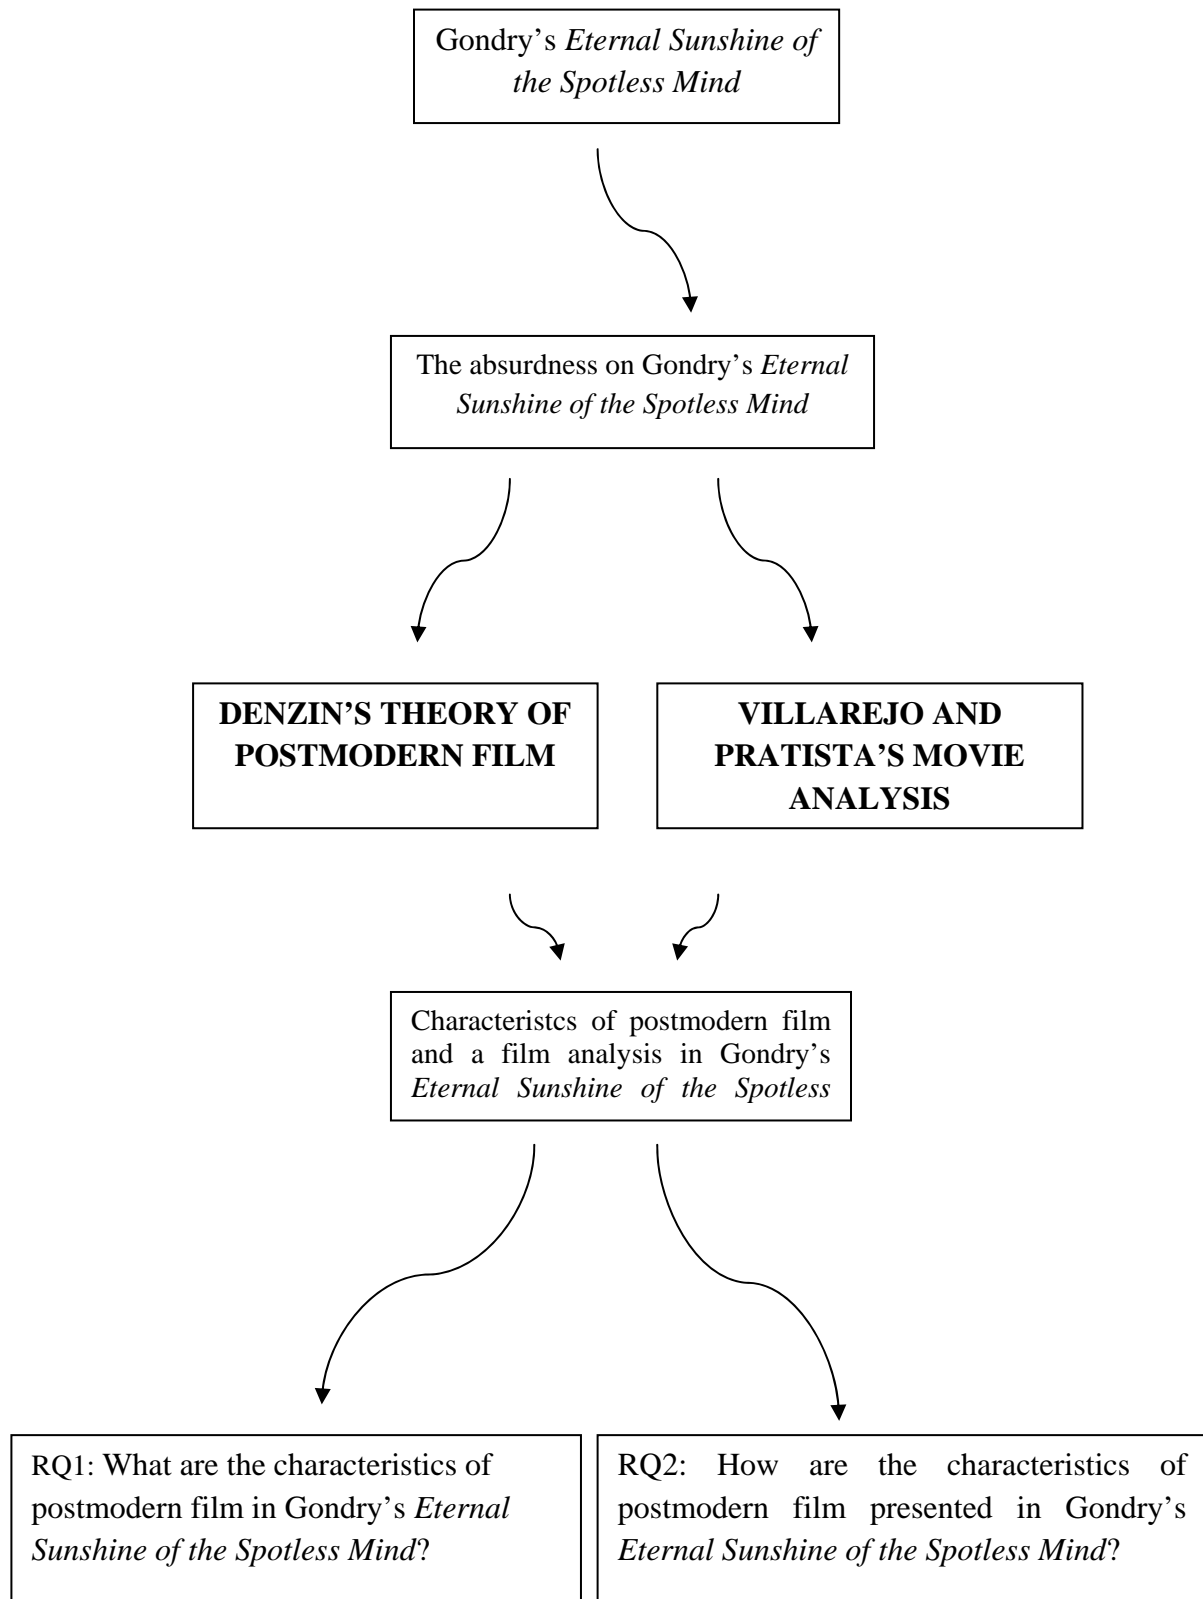 Gondry’s Eternal Sunshine of
the Spotless Mind
The absurdness on Gondry’s Eternal
Sunshine of the Spotless Mind
DENZIN’S THEORY OF
POSTMODERN FILM
VILLAREJO AND
PRATISTA’S MOVIE
ANALYSIS
Characteristcs of postmodern film
and a film analysis in Gondry’s
Eternal Sunshine of the Spotless
RQ1: What are the characteristics of
postmodern film in Gondry’s Eternal
Sunshine of the Spotless Mind?
RQ2: How are the characteristics of
postmodern film presented in Gondry’s
Eternal Sunshine of the Spotless Mind?